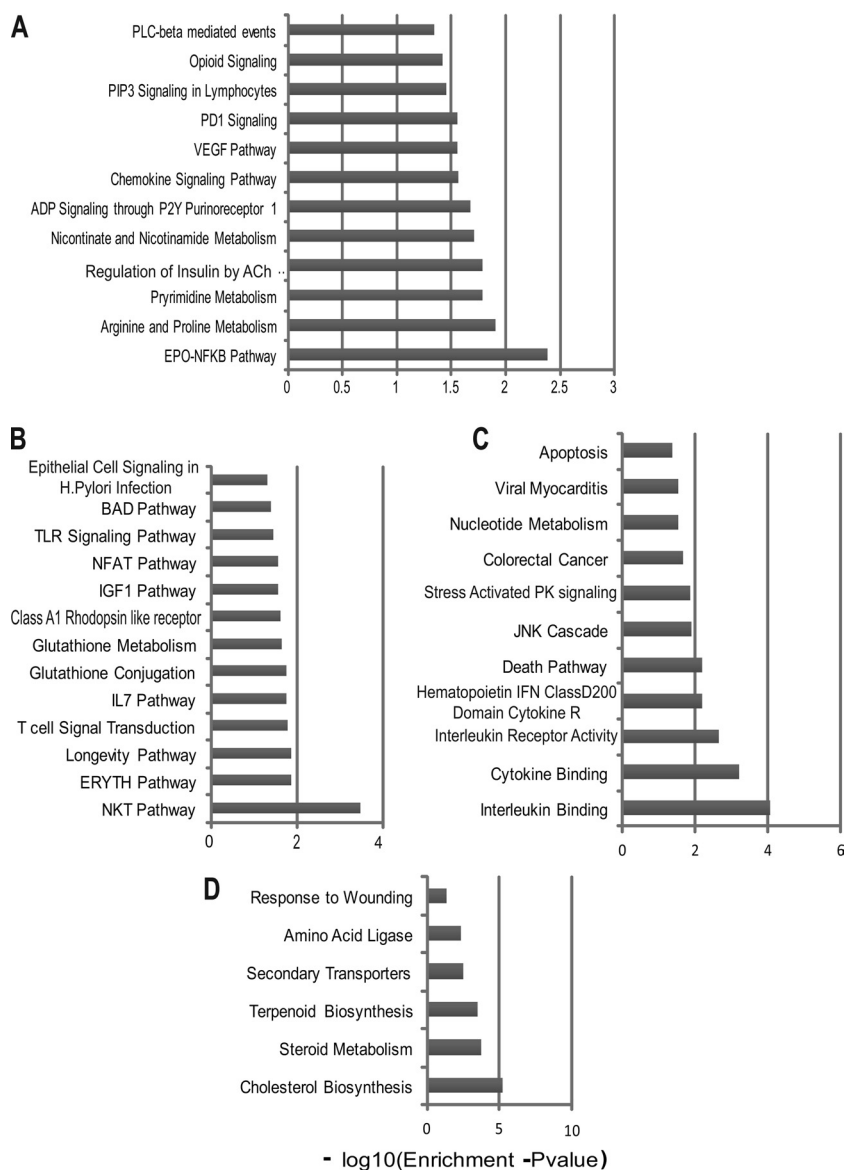 A
PLC-beta mediated events
Opioid Signaling
PIP3 Signaling in Lymphocytes
PD1 Signaling
VEGF Pathway
Chemokine Signaling Pathway
ADP Signaling through P2Y Purinoreceptor 1
Nicontinate and Nicotinamide Metabolism
Regulation of Insulin by ACh ..
Pryrimidine Metabolism
Arginine and Proline Metabolism
EPO-NFKB Pathway
0 0.5 1 1.5 2 2.5 3
B
Epithelial Cell Signaling in
H.Pylori Infection
BAD Pathway
TLR Signaling Pathway
NFAT Pathway
IGF1 Pathway
Class A1 Rhodopsin like receptor
Glutathione Metabolism
Glutathione Conjugation
IL7 Pathway
T cell Signal Transduction
Longevity Pathway
ERYTH Pathway
NKT Pathway
0 2 4
C
Apoptosis
Viral Myocarditis
Nucleotide Metabolism
Colorectal Cancer
Stress Activated PK signaling
JNK Cascade
Death Pathway
Hematopoietin IFN ClassD200
Domain Cytokine R
Interleukin Receptor Activity
Cytokine Binding
Interleukin Binding
0 2 4 6
D
Response to Wounding
Amino Acid Ligase
Secondary Transporters
Terpenoid Biosynthesis
Steroid Metabolism
Cholesterol Biosynthesis
0 5 10
- log10(Enrichment -Pvalue)